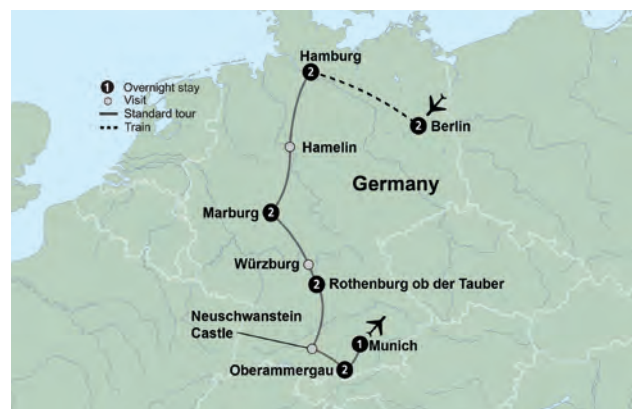 Hamburg
2
1 Overnight stay
Visit
Standard tour
Train
2 Berlin
Hamelin
Germany
Marburg 2
Würzburg
2 Rothenburg ob der Tauber
Neuschwanstein
Castle
1 Munich
Oberammergau 2